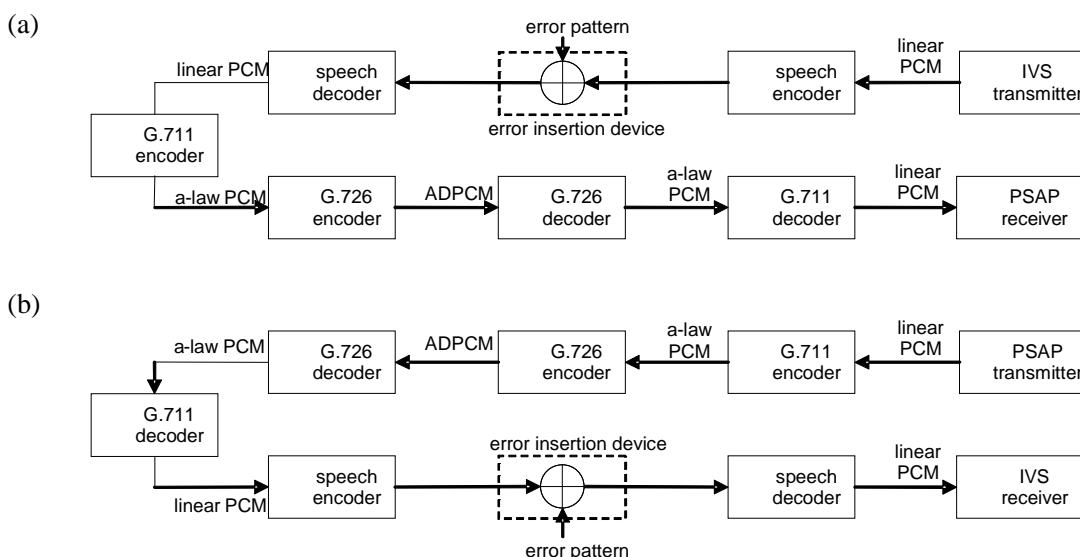 (a)
error pattern
linear PCM
speech
decoder
error insertion device
speech
encoder
linear
PCM
IVS
transmitter
G.711
encoder
a-law PCM
G.726
encoder
ADPCM
G.726
decoder
a-law
PCM
G.711
decoder
linear
PCM
PSAP
receiver
(b)
a-law PCM
G.726
decoder
ADPCM
G.726
encoder
a-law
PCM
G.711
encoder
linear
PCM
PSAP
transmitter
G.711
decoder
linear PCM
speech
encoder
error insertion device
error pattern
speech
decoder
linear
PCM
IVS
receiver